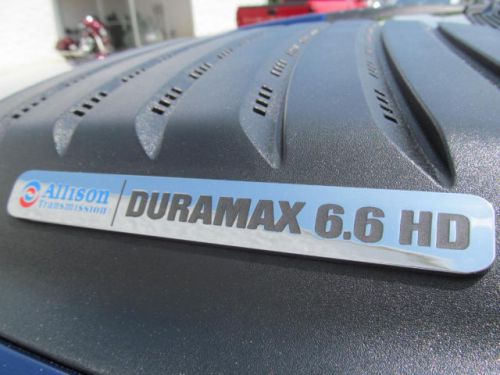 Allison DURAMAX 6.6 HD
Transmission